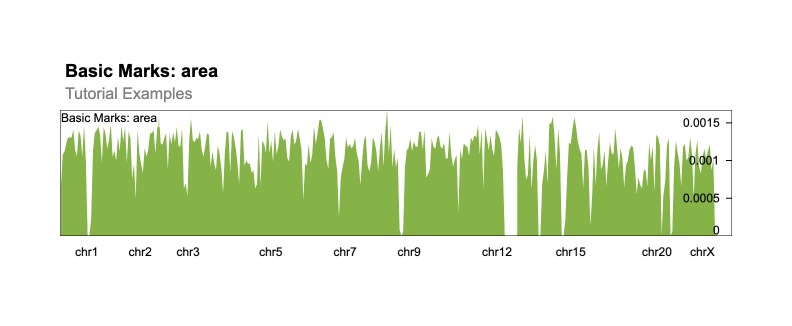 Basic Marks: area
Tutorial Examples
Basic Marks: area
0.0015
0.001
0.0005
0
chr1 chr2 chr3 chr5 chr7 chr9 chr12 chr15 chr20 chrX